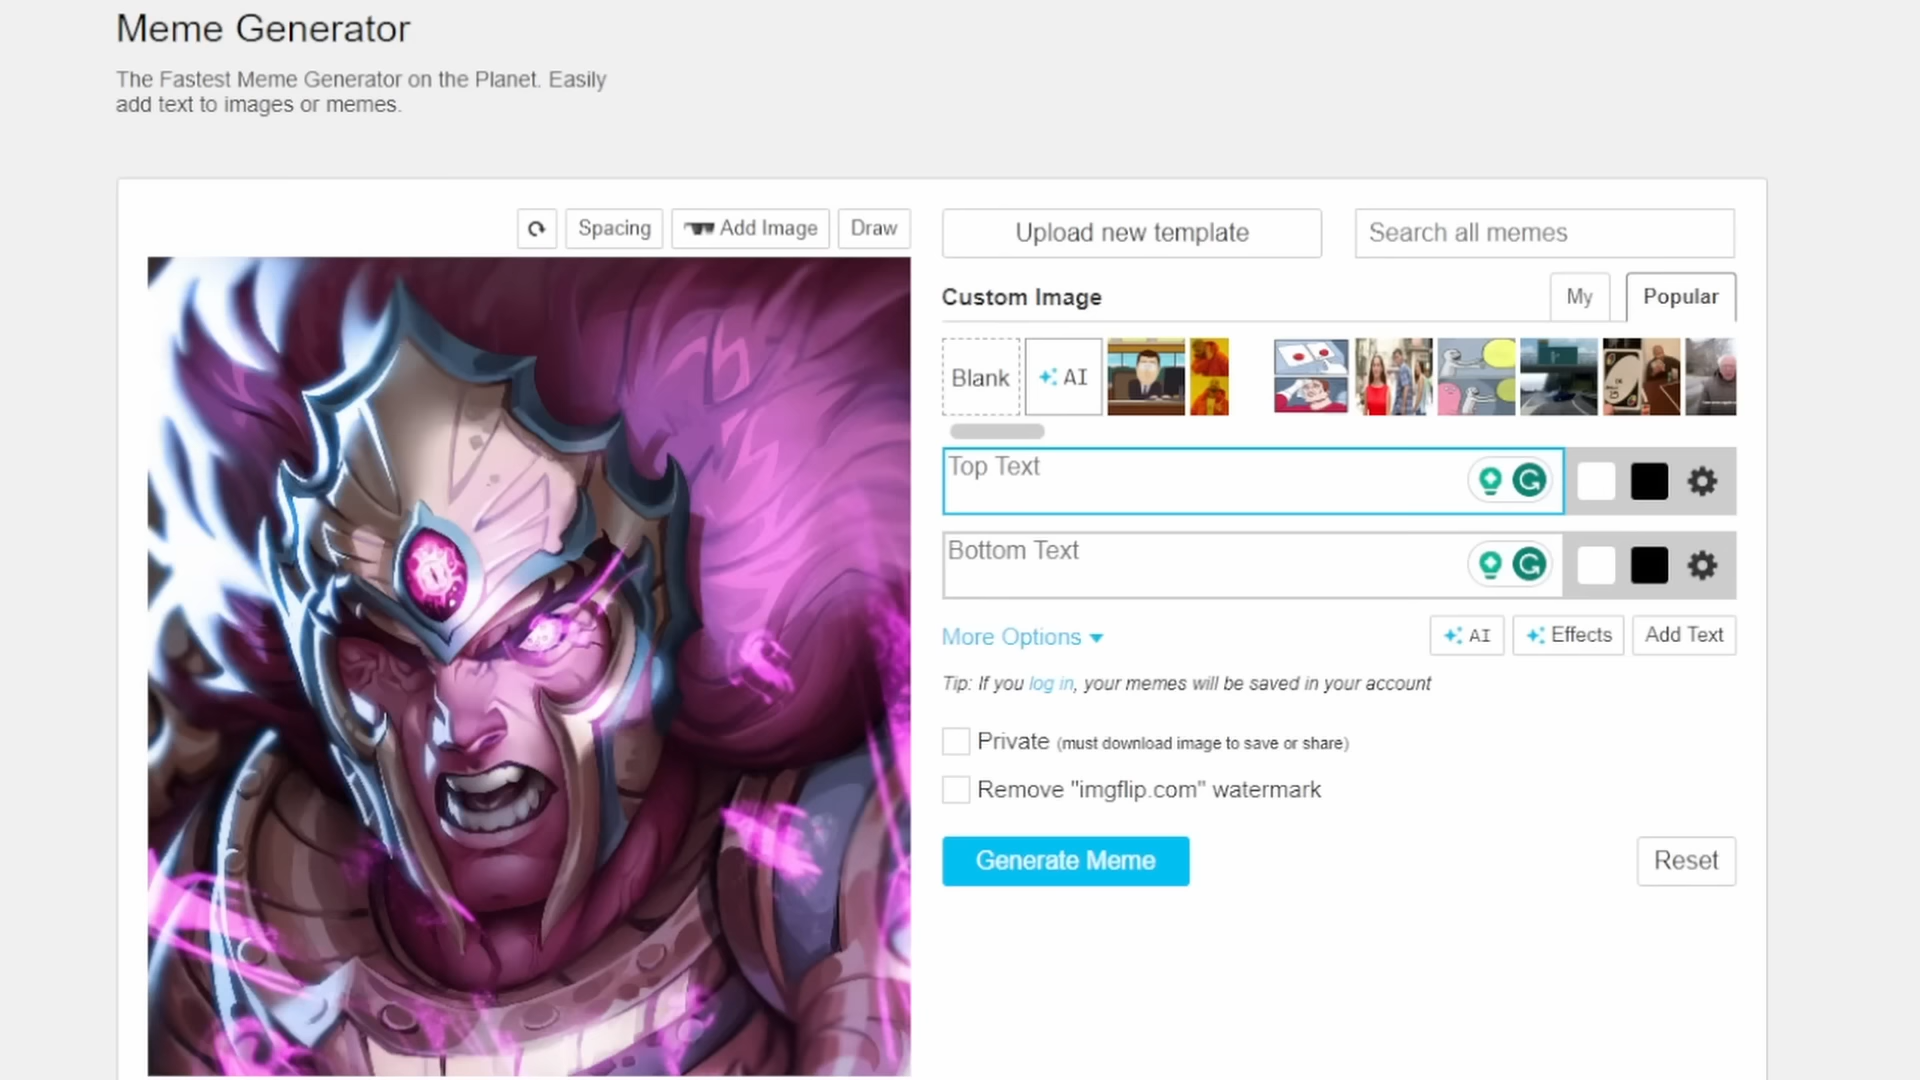 Meme Generator
The Fastest Meme Generator on the Planet. Easily
add text to images or memes.
Spacing
Add Image
Draw
Upload new template
Search all memes
Custom Image
My
Popular
Blank
AI
Top Text
Bottom Text
More Options
AI
Effects
Add Text
Tip: If you log in, your memes will be saved in your account
Private (must download image to save or share)
Remove "imgflip.com" watermark
Generate Meme
Reset